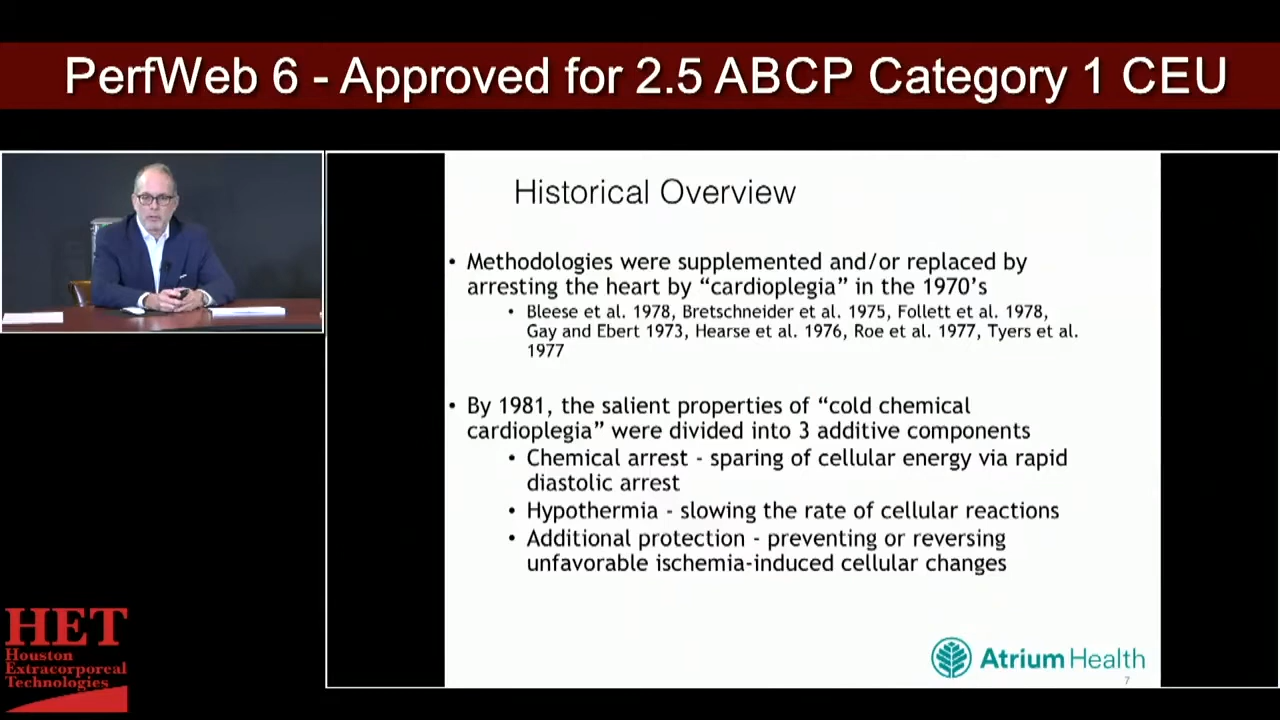 PerfWeb 6 - Approved for 2.5 ABCP Category 1 CEU
Historical Overview
• Methodologies were supplemented and/or replaced by
arresting the heart by “cardioplegia” in the 1970’s
• Bleese et al. 1978, Bretschneider et al. 1975, Follett et al. 1978,
Gay and Ebert 1973, Hearse et al. 1976, Roe et al. 1977, Tyers et al.
1977
• By 1981, the salient properties of “cold chemical
cardioplegia” were divided into 3 additive components
• Chemical arrest - sparing of cellular energy via rapid
diastolic arrest
• Hypothermia - slowing the rate of cellular reactions
• Additional protection - preventing or reversing
unfavorable ischemia-induced cellular changes
Atrium Health
7
HET
Houston
Extracorporeal
Technologies